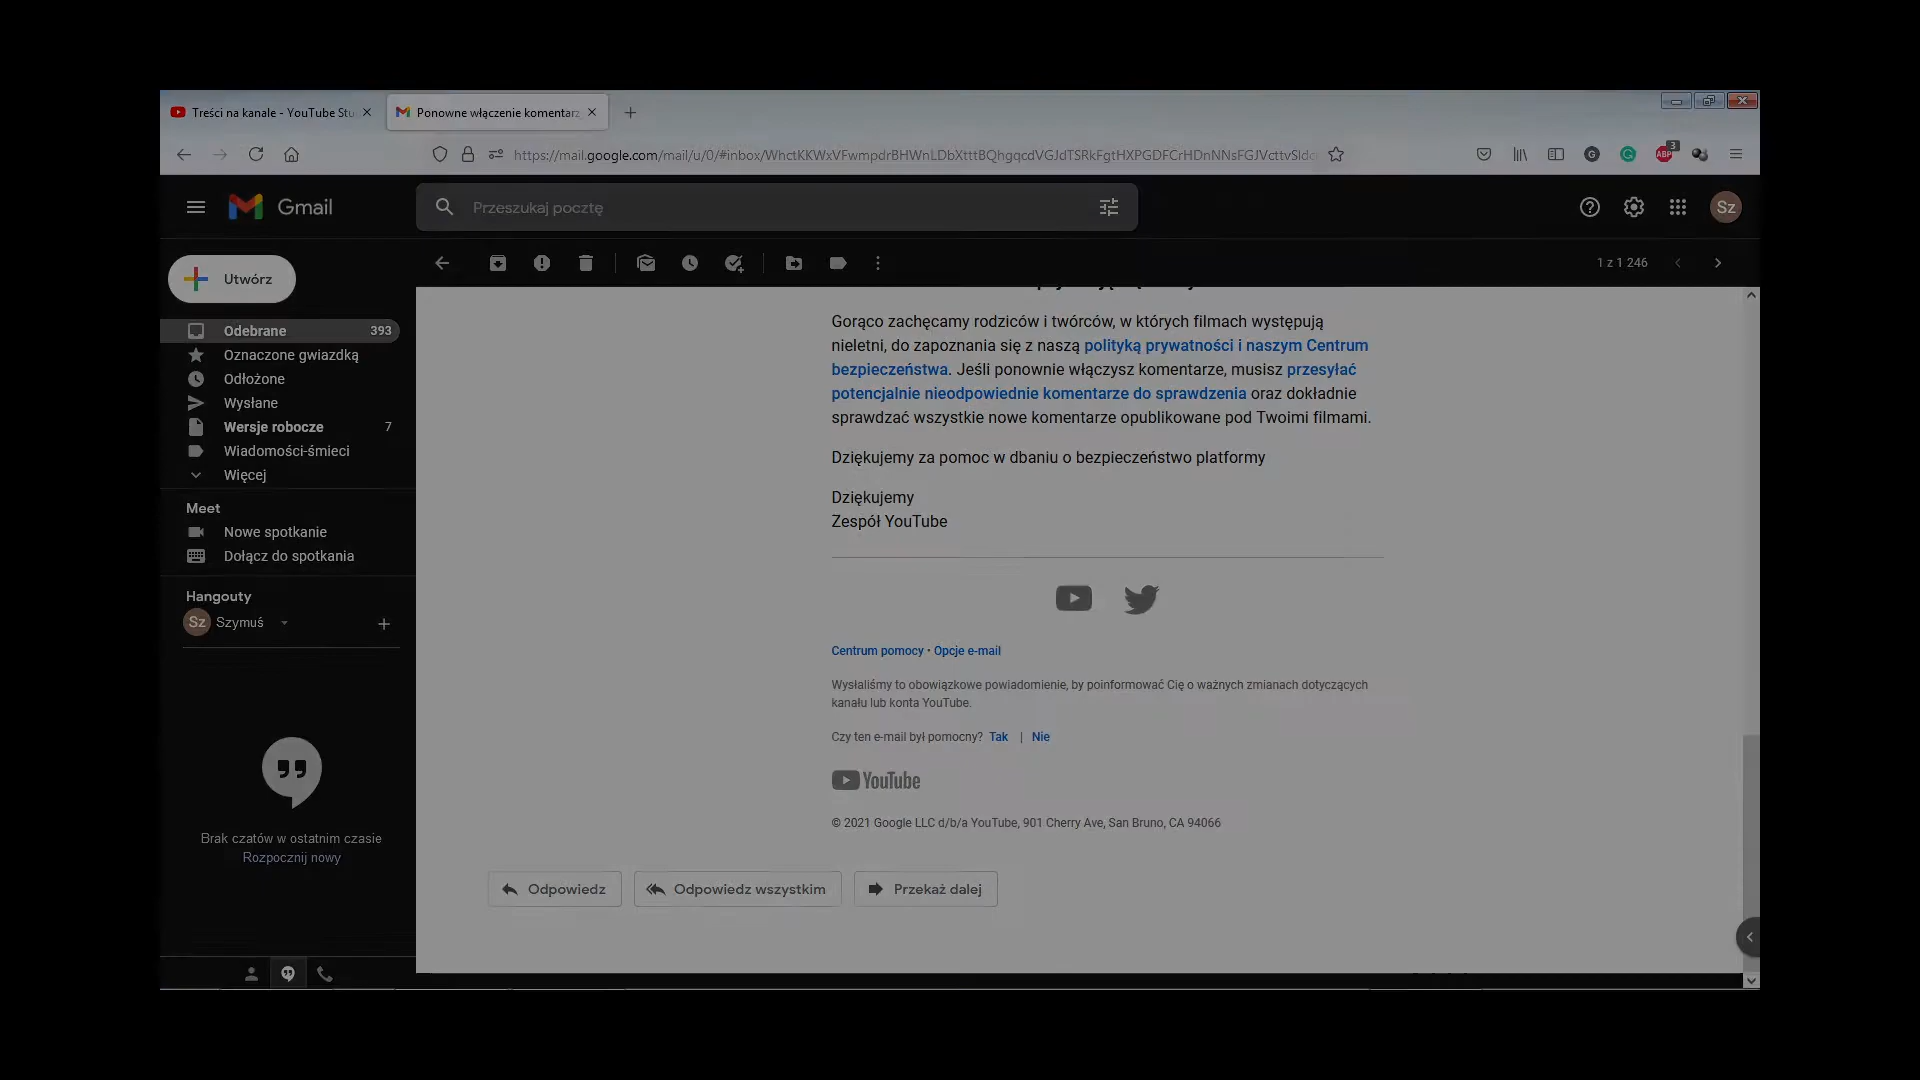 Treści na kanale - YouTube Stu
Ponowne włączenie komentarz
https://mail.google.com/mail/u/0/#inbox/WhctKKWxVFwmpdrBHWnLDbXtttBQhgqcdVGJdTSRkFgtHXPGDFCrHDnNNsFGJVcttvSldc
ABP
3
Gmail
Przeszukaj pocztę
Sz
Utwórz
1 z 1 246
Odebrane 393
Oznaczone gwiazdką
Odłożone
Wysłane
Wersje robocze 7
Wiadomości-śmieci
Więcej
Meet
Nowe spotkanie
Dołącz do spotkania
Hangouty
Sz Szymuś
Brak czatów w ostatnim czasie
Rozpocznij nowy
Gorąco zachęcamy rodziców i twórców, w których filmach występują
nieletni, do zapoznania się z naszą polityką prywatności i naszym Centrum
bezpieczeństwa. Jeśli ponownie włączysz komentarze, musisz przesyłać
potencjalnie nieodpowiednie komentarze do sprawdzenia oraz dokładnie
sprawdzać wszystkie nowe komentarze opublikowane pod Twoimi filmami.
Dziękujemy za pomoc w dbaniu o bezpieczeństwo platformy
Dziękujemy
Zespół YouTube
Centrum pomocy • Opcje e-mail
Wysłaliśmy to obowiązkowe powiadomienie, by poinformować Cię o ważnych zmianach dotyczących
kanału lub konta YouTube.
Czy ten e-mail był pomocny? Tak | Nie
YouTube
© 2021 Google LLC d/b/a YouTube, 901 Cherry Ave, San Bruno, CA 94066
Odpowiedz
Odpowiedz wszystkim
Przekaż dalej